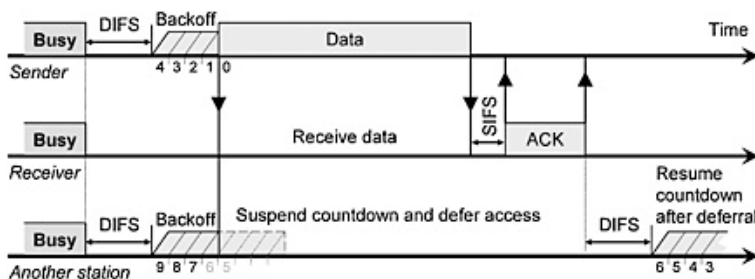 DIFS Backoff Time
Busy Data
Sender 4 3 2 1 0
SIFS
Busy Receive data ACK
Receiver Resume
countdown
DIFS Backoff Suspend countdown and defer access DIFS after deferral
Busy
Another station 9 8 7 6 5 6 5 4 3